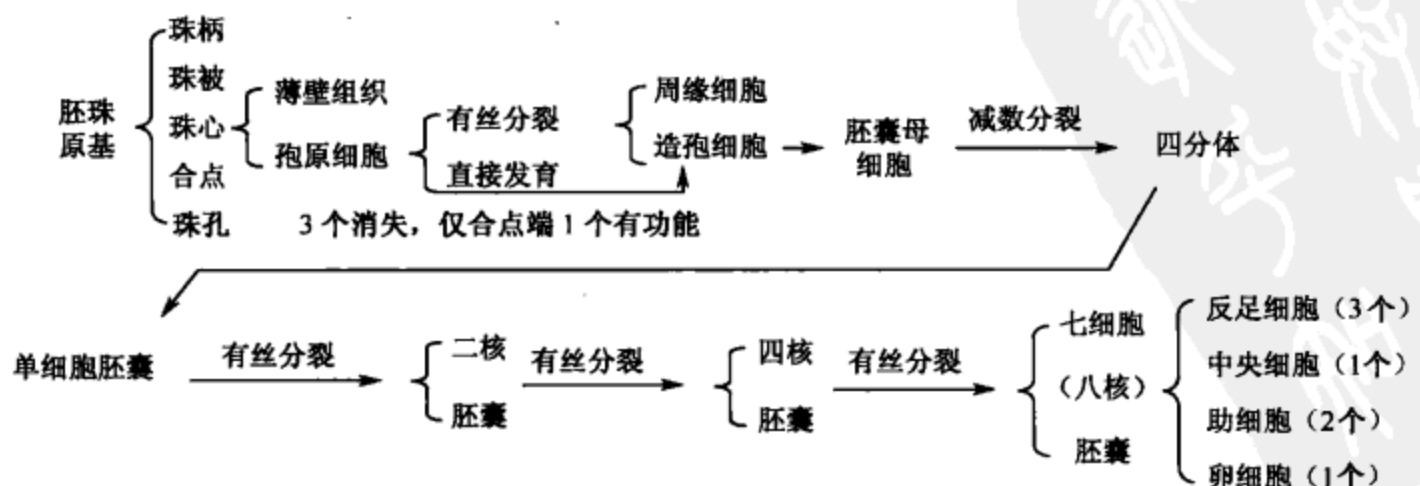 胚珠
原基
珠柄
珠被
珠心
合点
珠孔
薄壁组织
孢原细胞
有丝分裂
直接发育
周缘细胞
造孢细胞
胚囊母
细胞
减数分裂
四分体
3个消失，仅合点端1个有功能
单细胞胚囊
有丝分裂
二核
胚囊
有丝分裂
四核
胚囊
有丝分裂
七细胞
（八核）
胚囊
反足细胞（3个）
中央细胞（1个）
助细胞（2个）
卵细胞（1个）